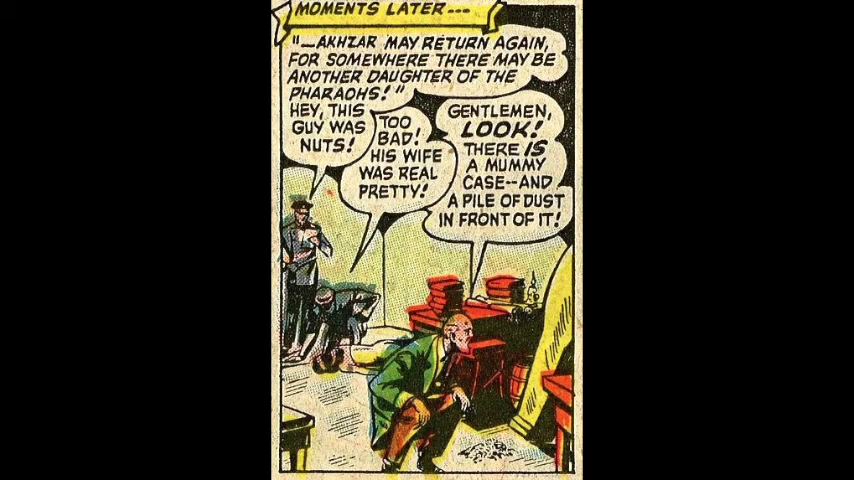 MOMENTS LATER---
"—AKHZAR MAY RETURN AGAIN,
FOR SOMEWHERE THERE MAY BE
ANOTHER DAUGHTER OF THE
PHARAOHS!"
HEY, THIS
GUY WAS
NUTS!
TOO
BAD!
HIS WIFE
WAS REAL
PRETTY!
GENTLEMEN,
LOOK!
THERE IS
A MUMMY
CASE--AND
A PILE OF DUST
IN FRONT OF IT!